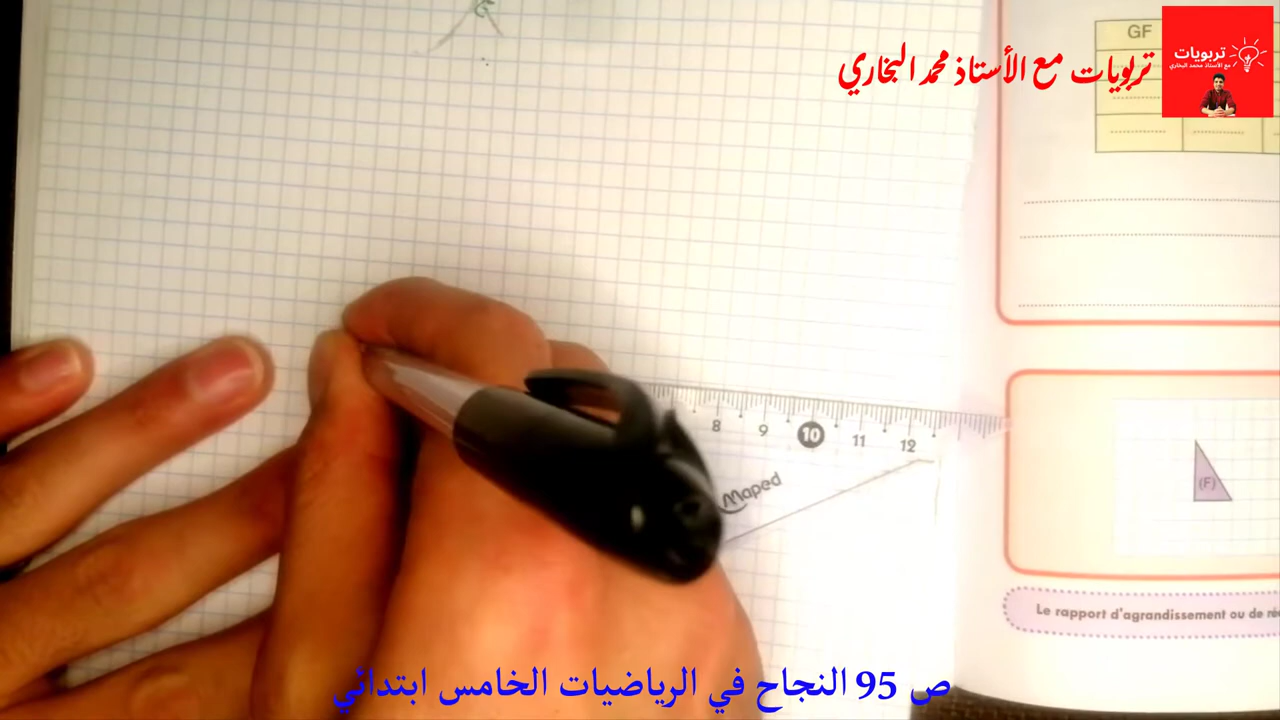 GF
تربويات
مع الأستاذ محمد البخاري
تربويات مع الأستاذ محمد البخاري
8 9 10 11 12
Maped
(F)
Le rapport d'agrandissement ou de
ص 95 النجاح في الرياضيات الخامس ابتدائي